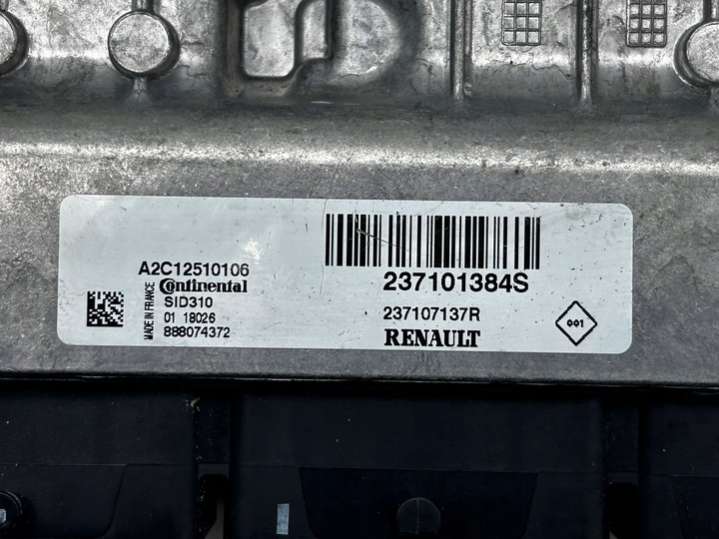 A2C12510106
Continental
SID310
01 18026
888074372
MADE IN FRANCE
237101384S
237107137R
RENAULT
001